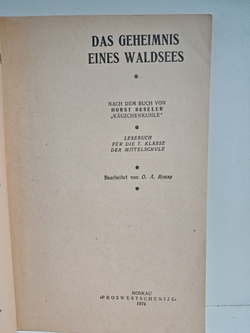 DAS GEHEIMNIS
EINES WALDSEES
NACH DEM BUCH VON
HORST BESELER
„KÄUZCHENKUHLE“
LESEBUCH
FÜR DIE 7. KLASSE
DER MITTELSCHULE
Bearbeitet von O. A.
MOSKAU
«PROSWESTSCHENIJE»
1976